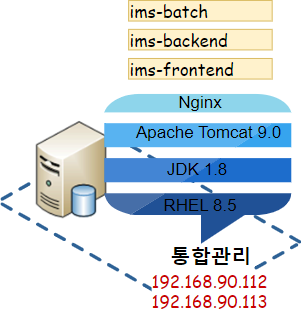 ims-batch
ims-backend
ims-frontend
Nginx
Apache Tomcat 9.0
JDK 1.8
RHEL 8.5
통합관리
192.168.90.112
192.168.90.113